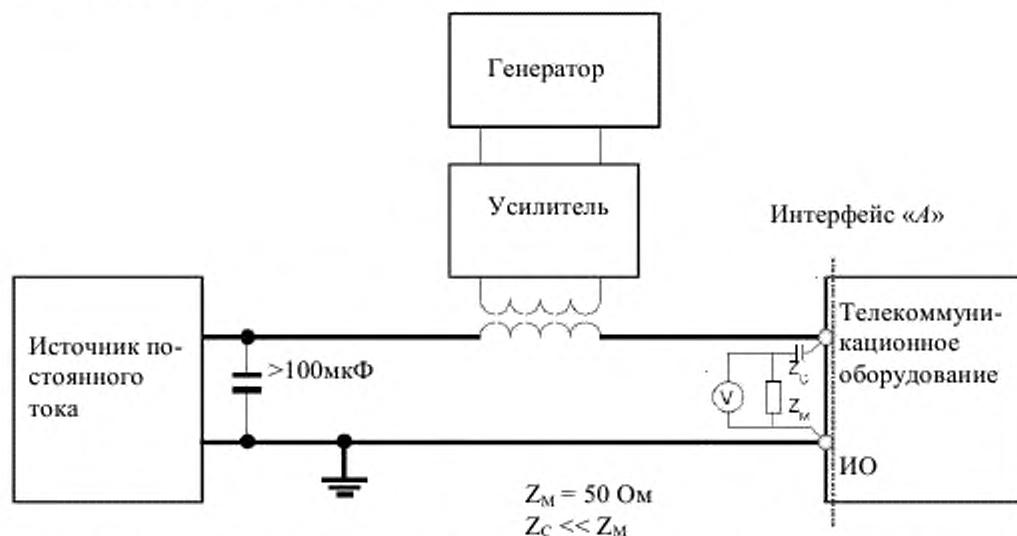 Генератор
Усилитель
Интерфейс «А»
Источник по-
стоянного
тока
>100мкФ
Телекоммуни-
кационное
оборудование
Z_C
V
Z_M
ИО
Z_M = 50 Ом
Z_C << Z_M